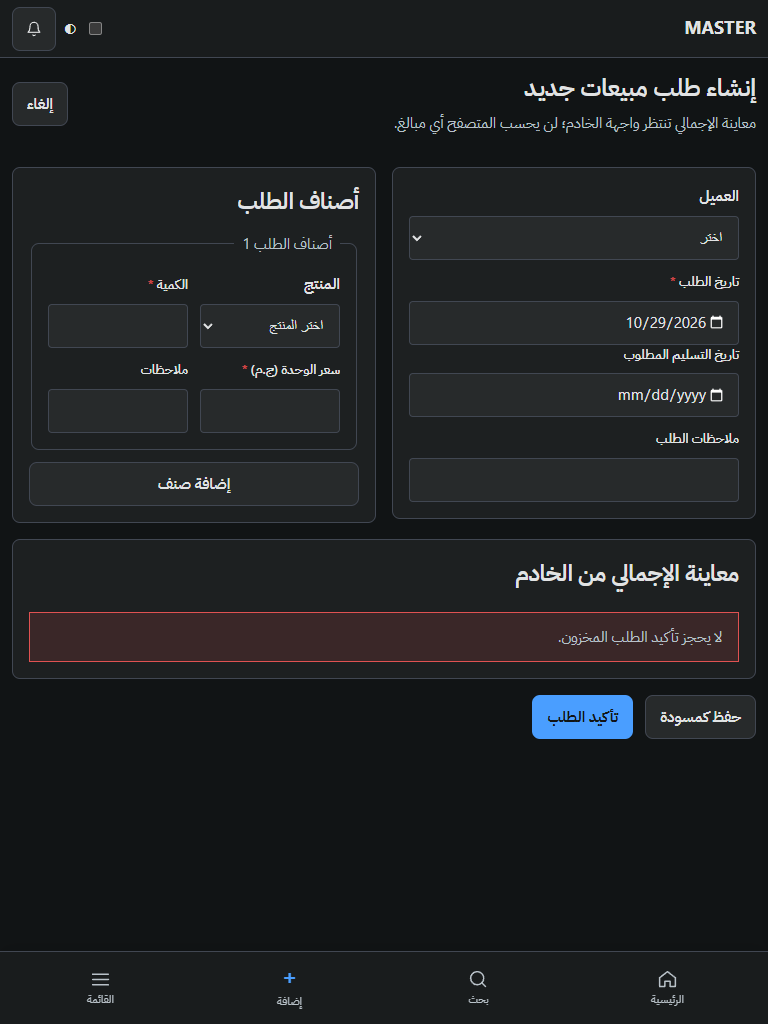 MASTER
إنشاء طلب مبيعات جديد
معاينة الإجمالي تنتظر واجهة الخادم؛ لن يحسب المتصفح أي مبالغ.
إلغاء
العميل
اختر
تاريخ الطلب *
10/29/2026
تاريخ التسليم المطلوب
mm/dd/yyyy
ملاحظات الطلب
أصناف الطلب
أصناف الطلب 1
المنتج
اختر المنتج
الكمية *
سعر الوحدة (ج.م) *
ملاحظات
إضافة صنف
معاينة الإجمالي من الخادم
لا يحجز تأكيد الطلب المخزون.
حفظ كمسودة
تأكيد الطلب
الرئيسية
بحث
إضافة
القائمة